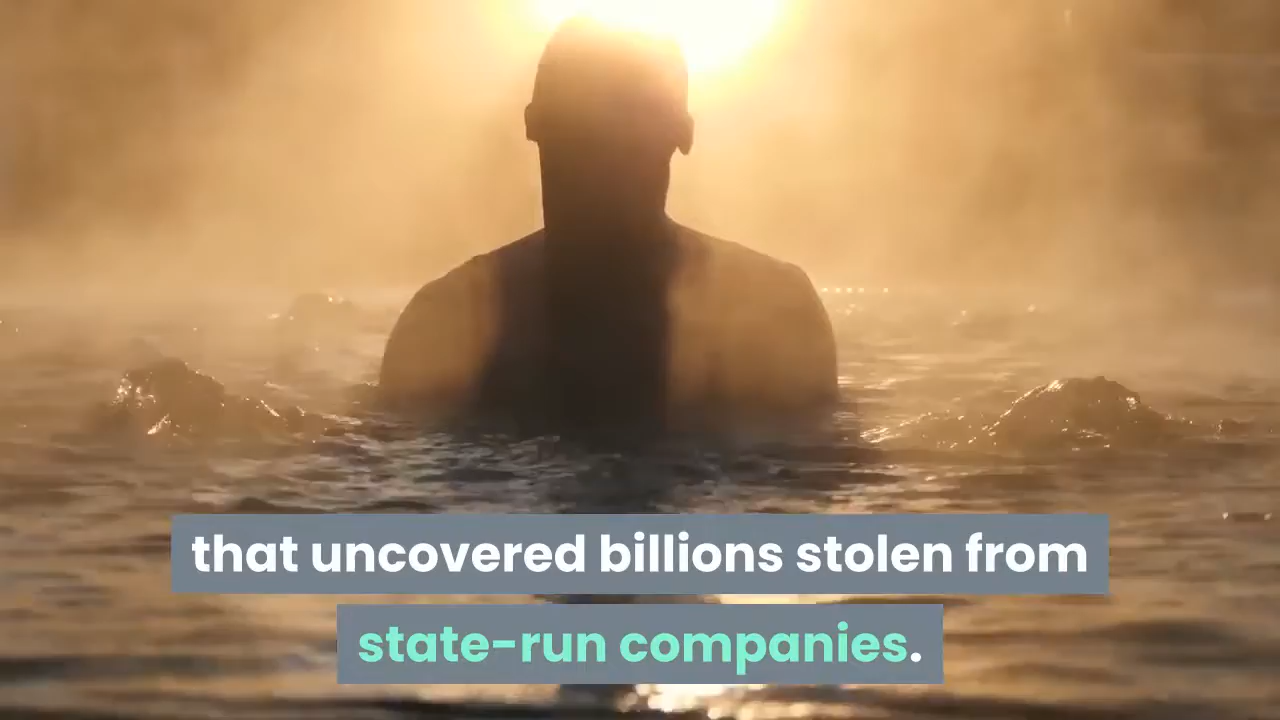 that uncovered billions stolen from
state-run companies.